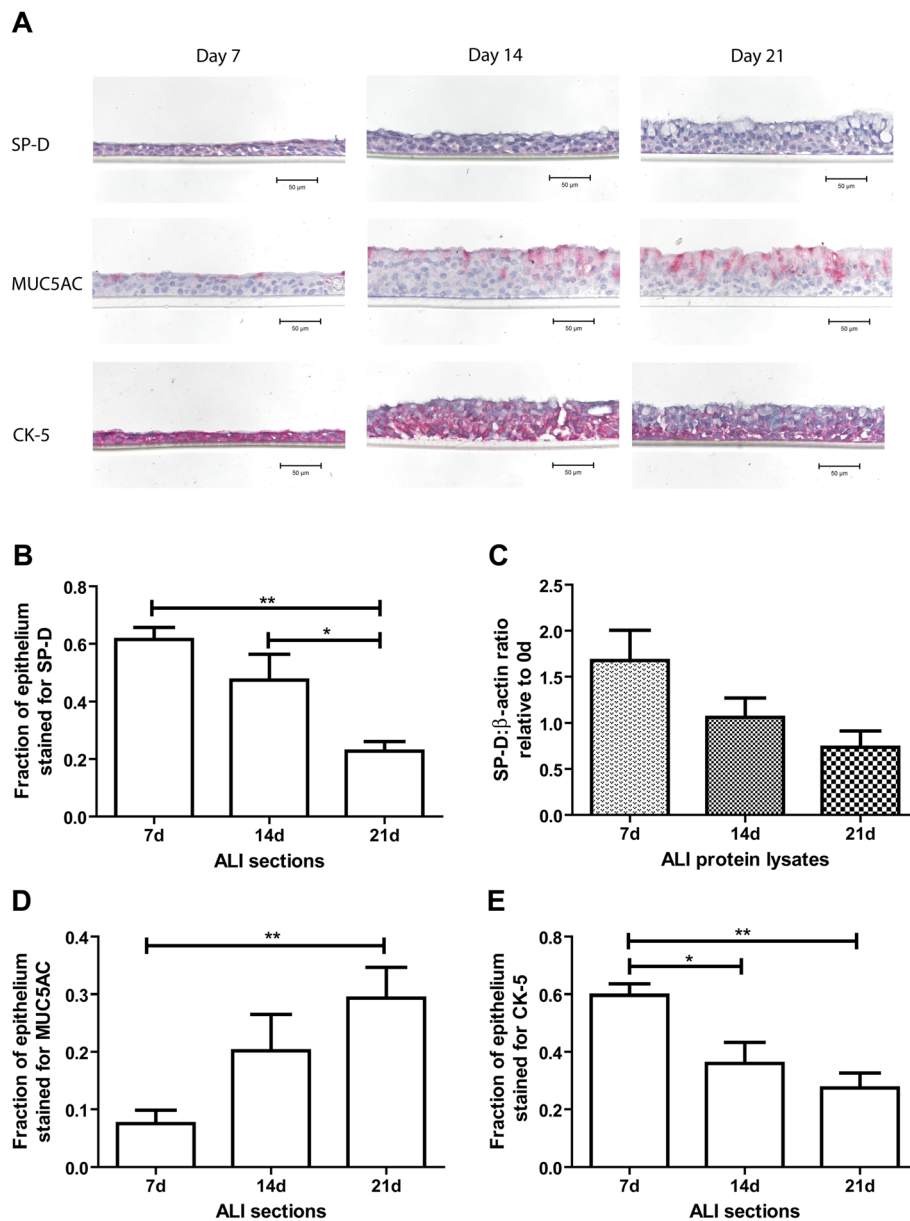 A
Day 7 Day 14 Day 21
SP-D
50 µm 50 µm 50 µm
MUC5AC
50 µm 50 µm 50 µm
CK-5
50 µm 50 µm 50 µm
B
Fraction of epithelium
stained for SP-D
0.8
0.6
0.4
0.2
0.0
**
*
7d 14d 21d
ALI sections
C
SP-D:β-actin ratio
relative to 0d
2.5
2.0
1.5
1.0
0.5
0.0
7d 14d 21d
ALI protein lysates
D
Fraction of epithelium
stained for MUC5AC
0.4
0.3
0.2
0.1
0.0
**
7d 14d 21d
ALI sections
E
Fraction of epithelium
stained for CK-5
0.8
0.6
0.4
0.2
0.0
**
*
7d 14d 21d
ALI sections